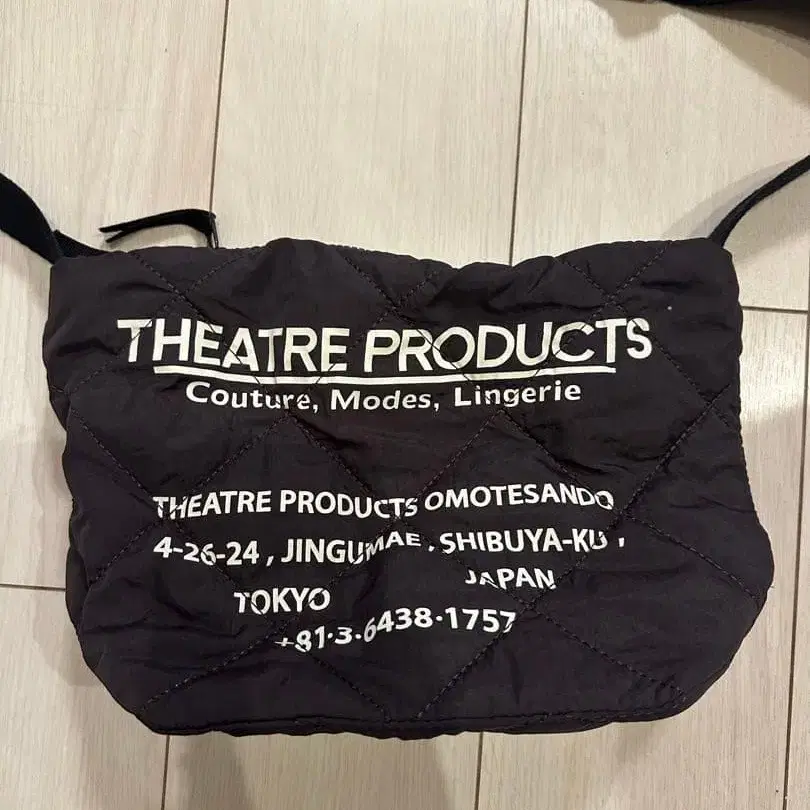 THEATRE PRODUCTS
Couture, Modes, Lingerie
THEATRE PRODUCTS OMOTESANDO
4-26-24 , JINGUMAE , SHIBUYA-KU ,
TOKYO JAPAN
+81·3·6438·1757